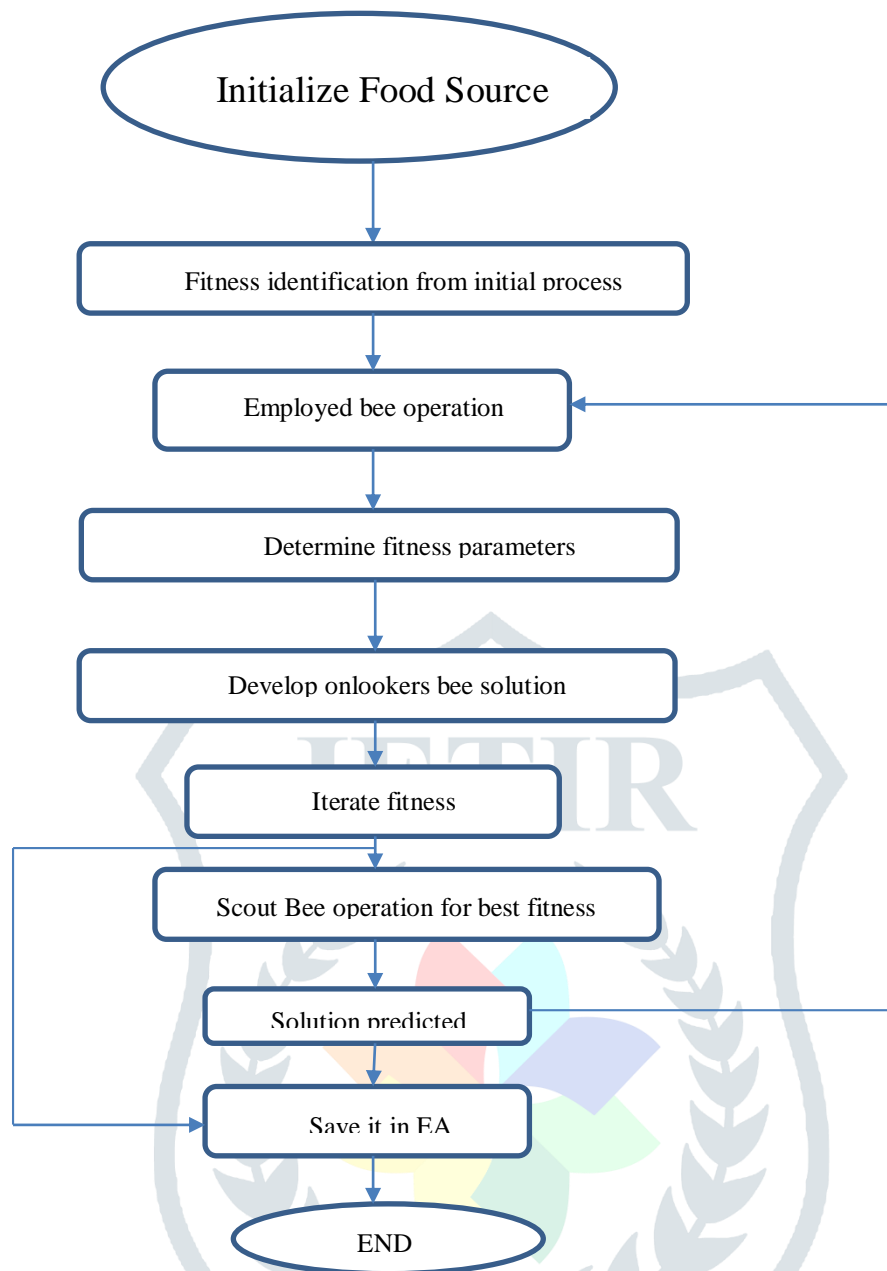 Initialize Food Source
Fitness identification from initial process
Employed bee operation
Determine fitness parameters
Develop onlookers bee solution
JETIR
Iterate fitness
Scout Bee operation for best fitness
Solution predicted
Save it in EA
END